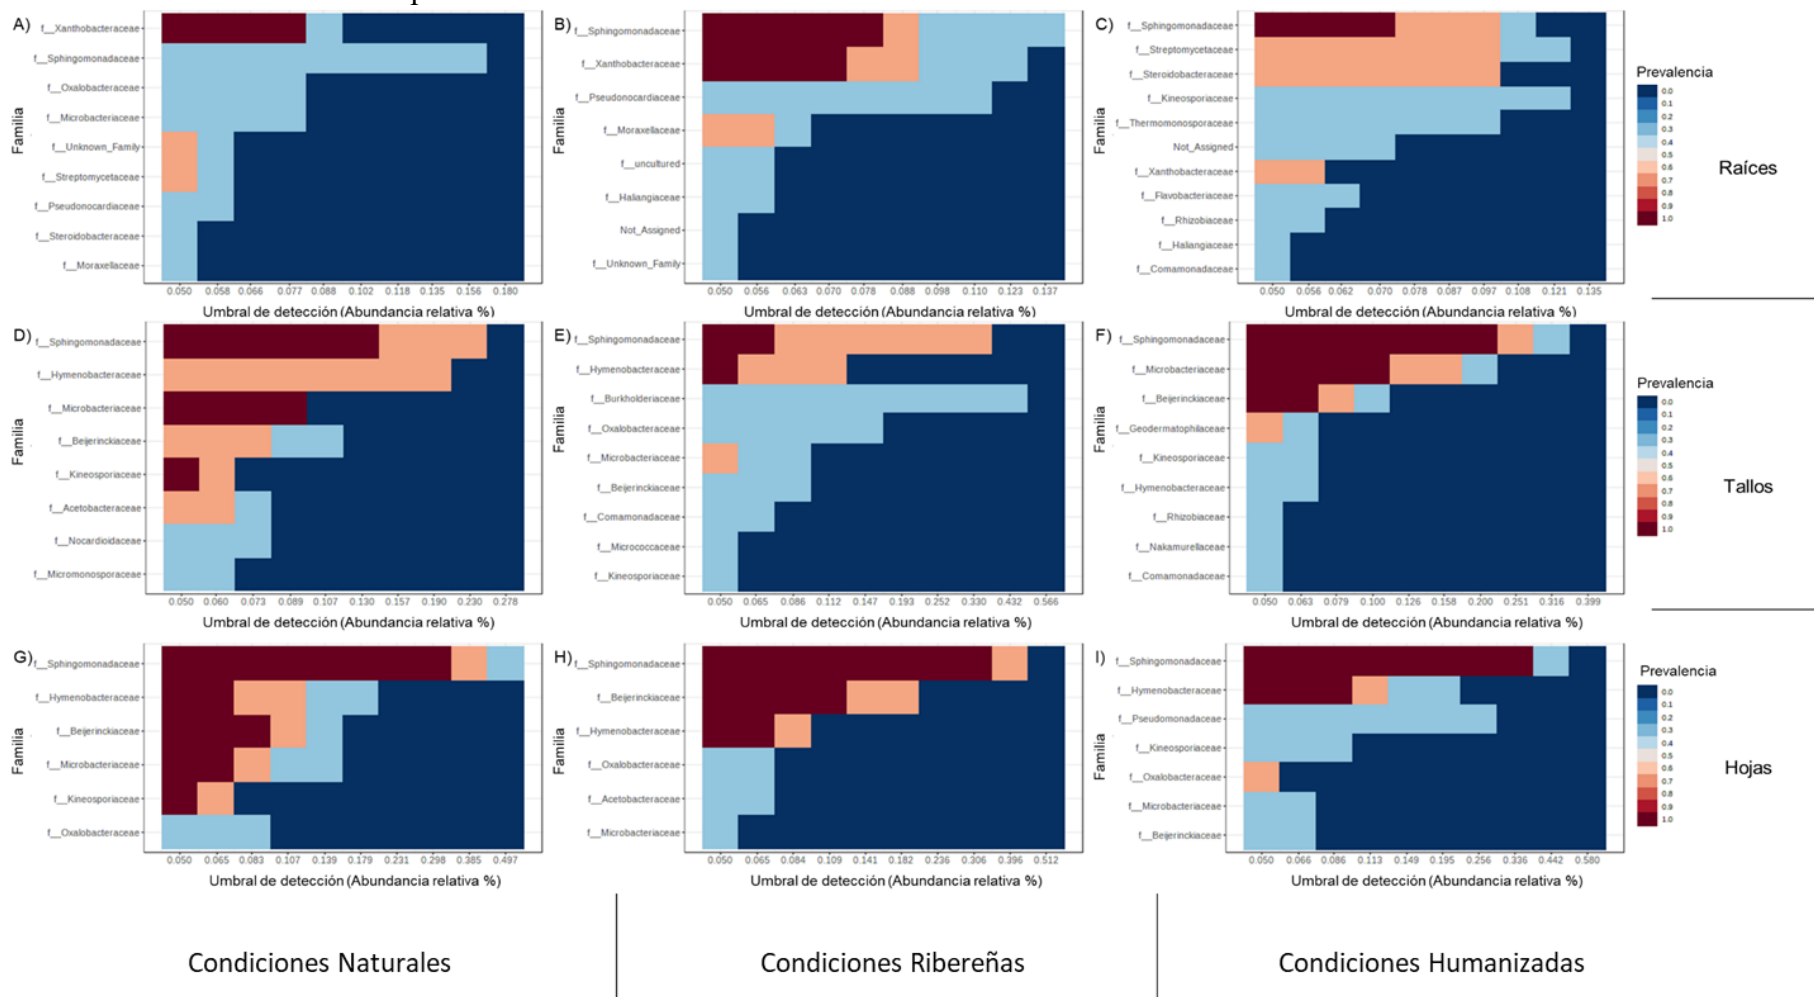 A)
f__Xanthobacteraceae
f__Sphingomonadaceae
f__Oxalobacteraceae
f__Microbacteriaceae
f__Unknown_Family
f__Streptomycetaceae
f__Pseudonocardiaceae
f__Steroidobacteraceae
f__Moraxellaceae
Familia
0.050 0.058 0.066 0.077 0.088 0.102 0.118 0.135 0.156 0.180
Umbral de detección (Abundancia relativa %)
B)
f__Sphingomonadaceae
f__Xanthobacteraceae
f__Pseudonocardiaceae
f__Moraxellaceae
f__uncultured
f__Haliangiaceae
Not_Assigned
f__Unknown_Family
Familia
0.050 0.056 0.063 0.070 0.078 0.088 0.098 0.110 0.123 0.137
Umbral de detección (Abundancia relativa %)
C)
f__Sphingomonadaceae
f__Streptomycetaceae
f__Steroidobacteraceae
f__Kineosporiaceae
f__Thermomonosporaceae
Not_Assigned
f__Xanthobacteraceae
f__Flavobacteriaceae
f__Rhizobiaceae
f__Haliangiaceae
f__Comamonadaceae
Familia
0.050 0.056 0.062 0.070 0.078 0.087 0.097 0.108 0.121 0.135
Umbral de detección (Abundancia relativa %)
Prevalencia
0.0
0.1
0.2
0.3
0.4
0.5
0.6
0.7
0.8
0.9
1.0
Raíces
D)
f__Sphingomonadaceae
f__Hymenobacteraceae
f__Microbacteriaceae
f__Beijerinckiaceae
f__Kineosporiaceae
f__Acetobacteraceae
f__Nocardioidaceae
f__Micromonosporaceae
Familia
0.050 0.060 0.073 0.089 0.107 0.130 0.157 0.190 0.230 0.278
Umbral de detección (Abundancia relativa %)
E)
f__Sphingomonadaceae
f__Hymenobacteraceae
f__Burkholderiaceae
f__Oxalobacteraceae
f__Microbacteriaceae
f__Beijerinckiaceae
f__Comamonadaceae
f__Micrococcaceae
f__Kineosporiaceae
Familia
0.050 0.065 0.086 0.112 0.147 0.193 0.252 0.330 0.432 0.566
Umbral de detección (Abundancia relativa %)
F)
f__Sphingomonadaceae
f__Microbacteriaceae
f__Beijerinckiaceae
f__Geodermatophilaceae
f__Kineosporiaceae
f__Hymenobacteraceae
f__Rhizobiaceae
f__Nakamurellaceae
f__Comamonadaceae
Familia
0.050 0.063 0.079 0.100 0.126 0.158 0.200 0.251 0.316 0.399
Umbral de detección (Abundancia relativa %)
Prevalencia
0.0
0.1
0.2
0.3
0.4
0.5
0.6
0.7
0.8
0.9
1.0
Tallos
G)
f__Sphingomonadaceae
f__Hymenobacteraceae
f__Beijerinckiaceae
f__Microbacteriaceae
f__Kineosporiaceae
f__Oxalobacteraceae
Familia
0.050 0.065 0.083 0.107 0.139 0.179 0.231 0.298 0.385 0.497
Umbral de detección (Abundancia relativa %)
H)
f__Sphingomonadaceae
f__Beijerinckiaceae
f__Hymenobacteraceae
f__Oxalobacteraceae
f__Acetobacteraceae
f__Microbacteriaceae
Familia
0.050 0.065 0.084 0.109 0.141 0.182 0.236 0.306 0.396 0.512
Umbral de detección (Abundancia relativa %)
I)
f__Sphingomonadaceae
f__Hymenobacteraceae
f__Pseudomonadaceae
f__Kineosporiaceae
f__Oxalobacteraceae
f__Microbacteriaceae
f__Beijerinckiaceae
Familia
0.050 0.066 0.086 0.113 0.149 0.195 0.256 0.336 0.442 0.580
Umbral de detección (Abundancia relativa %)
Prevalencia
0.0
0.1
0.2
0.3
0.4
0.5
0.6
0.7
0.8
0.9
1.0
Hojas
Condiciones Naturales
Condiciones Ribereñas
Condiciones Humanizadas